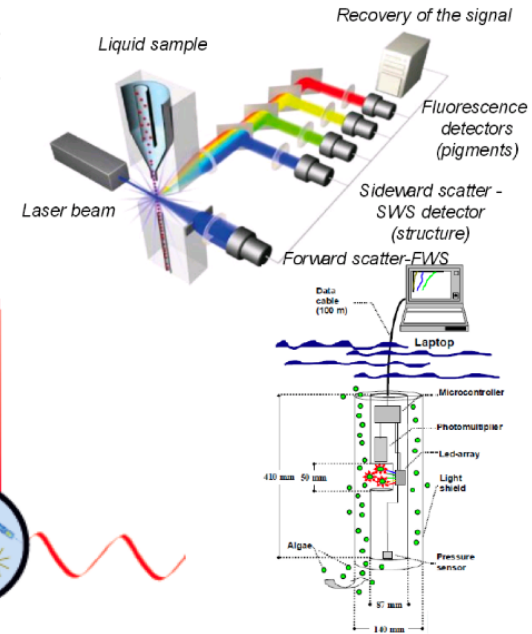 Recovery of the signal
Liquid sample
Fluorescence
detectors
(pigments)
Laser beam
Sideward scatter -
SWS detector
(structure)
Forward scatter-FWS
Data
cable
(100 m)
Laptop
Microcontroller
Photomultiplier
Led-array
410 mm
50 mm
Light
shield
Algae
Pressure
sensor
97 mm
140 mm